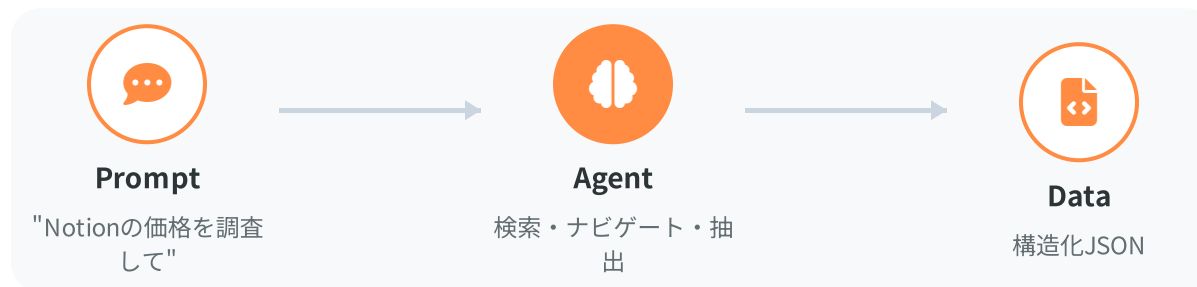 Prompt
"Notionの価格を調査
して"
Agent
検索・ナビゲート・抽
出
Data
構造化JSON